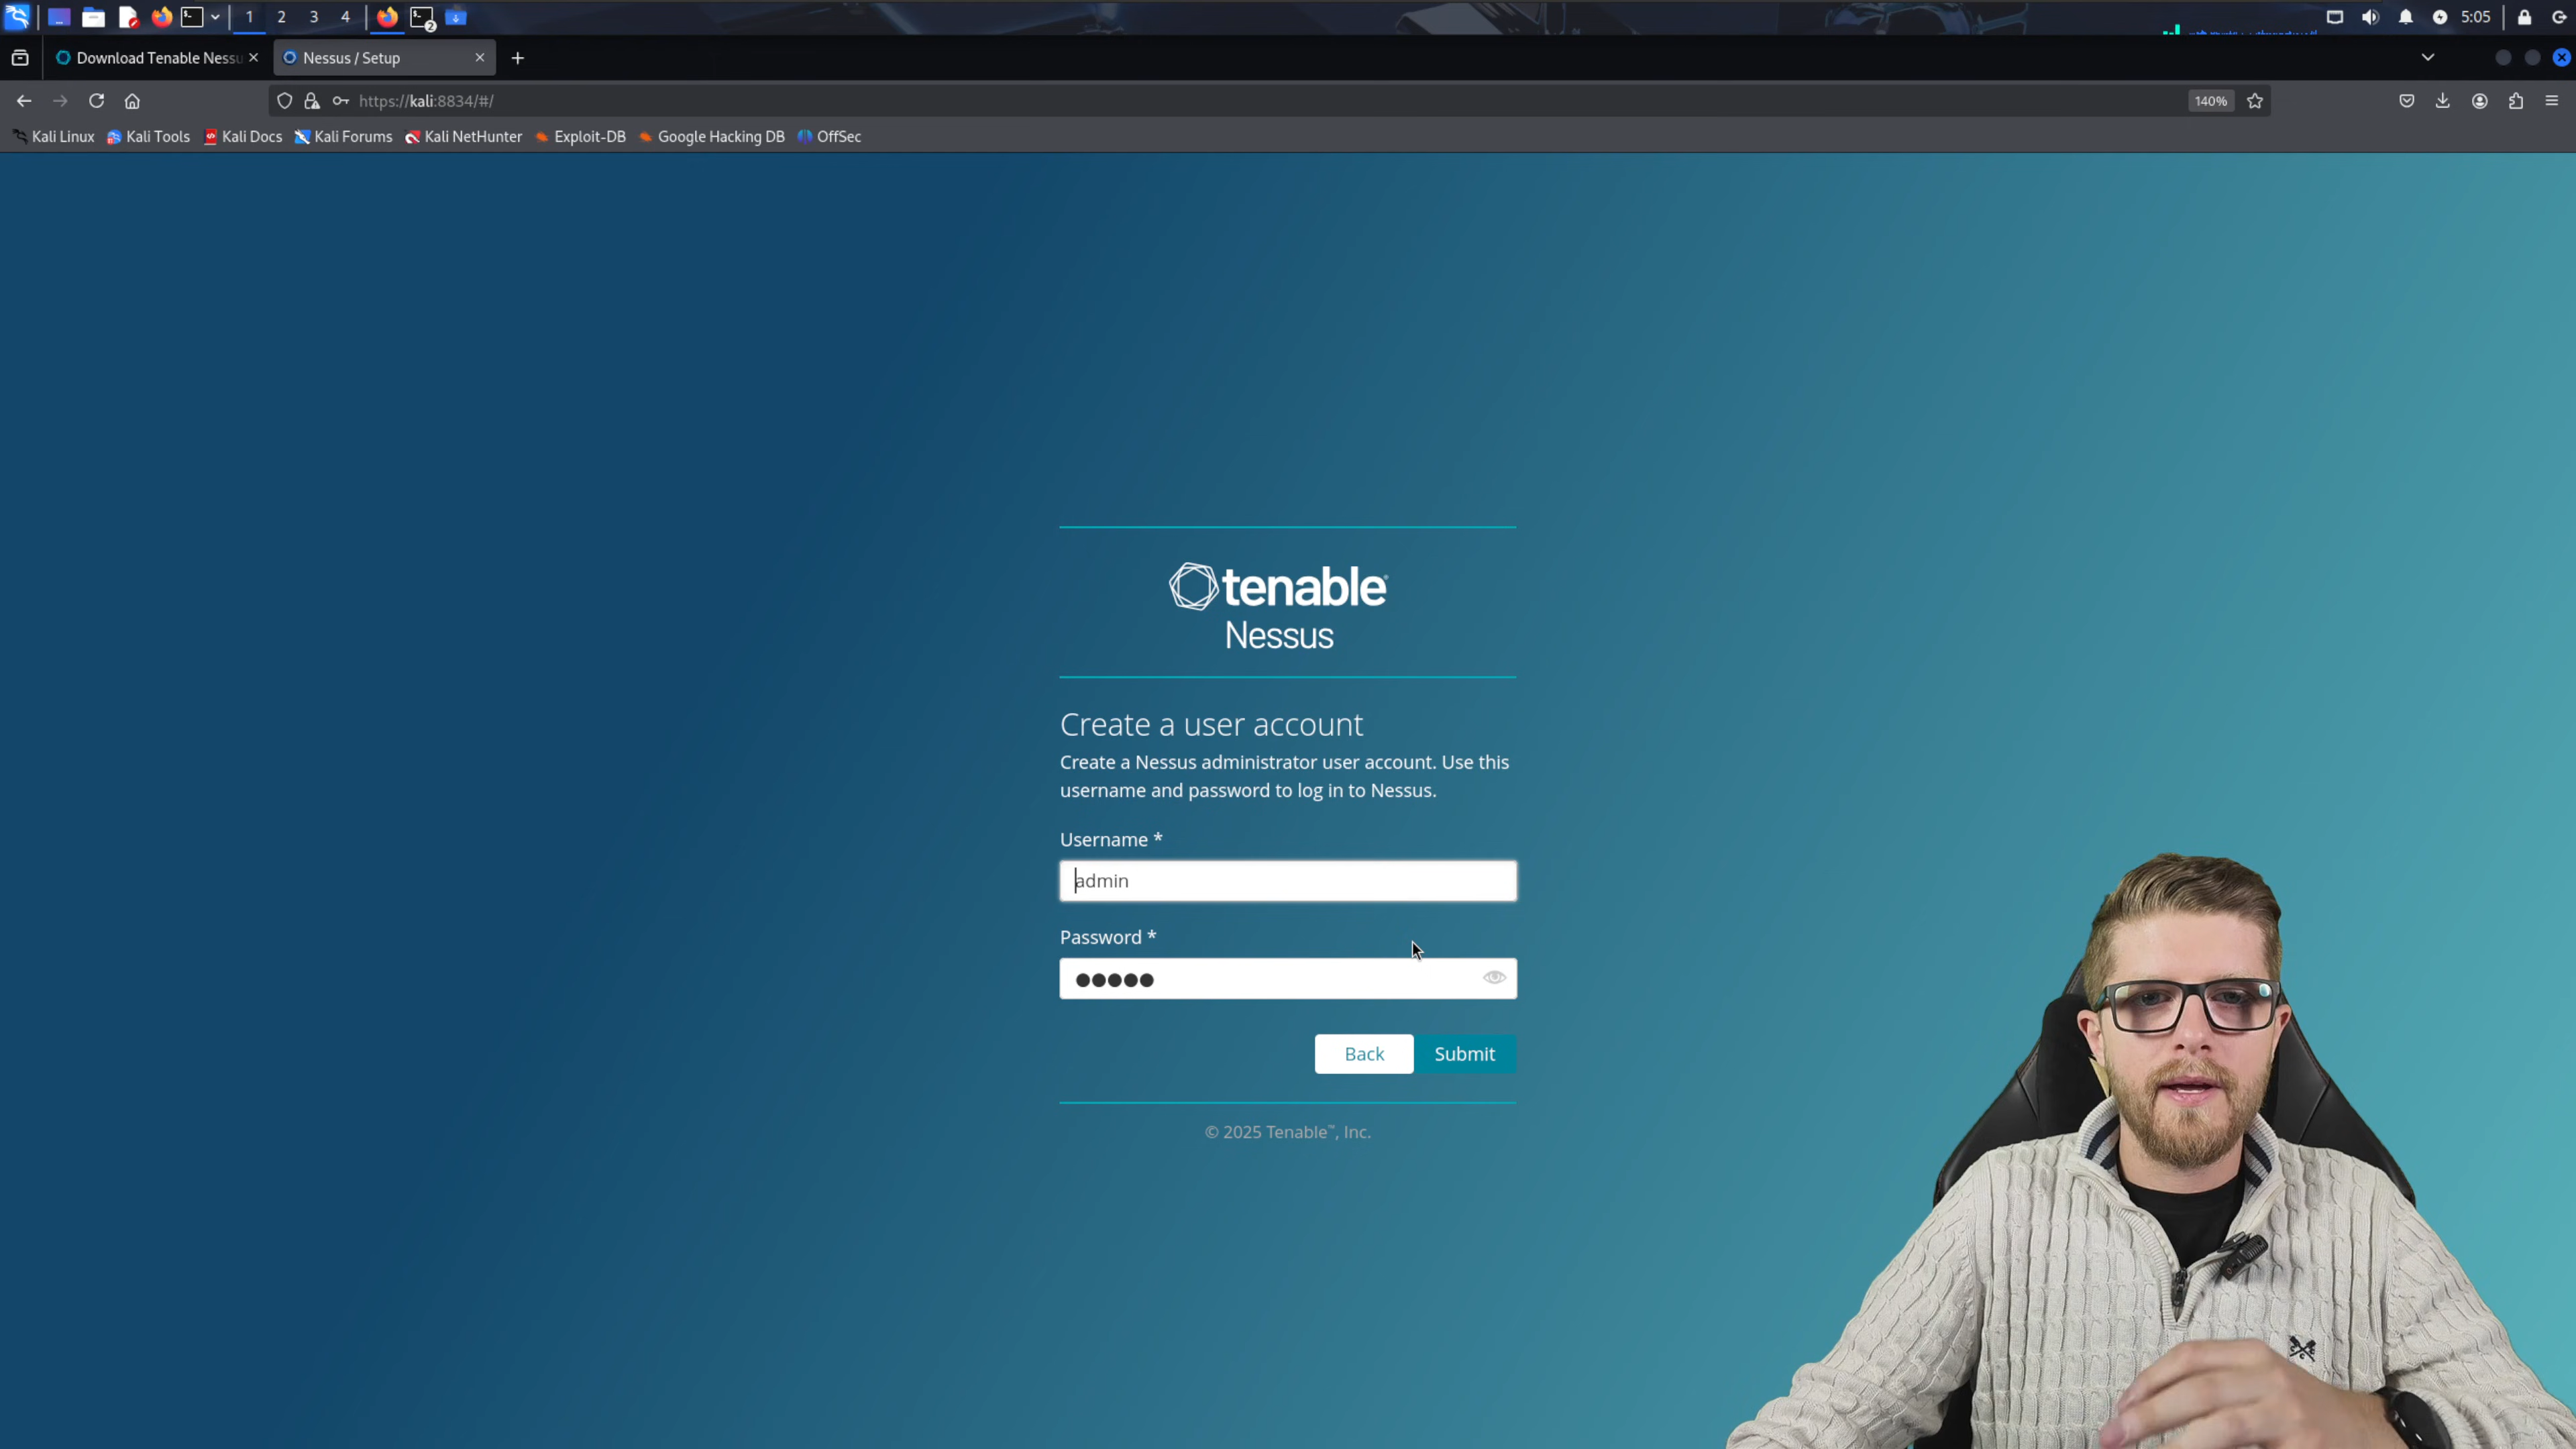 1 2 3 4 2 5:05
Download Tenable Nessu Nessus / Setup
https://kali:8834/#/ 140%
Kali Linux Kali Tools Kali Docs Kali Forums Kali NetHunter Exploit-DB Google Hacking DB OffSec
tenable
Nessus
Create a user account
Create a Nessus administrator user account. Use this
username and password to log in to Nessus.
Username *
admin
Password *
Back Submit
© 2025 Tenable™, Inc.